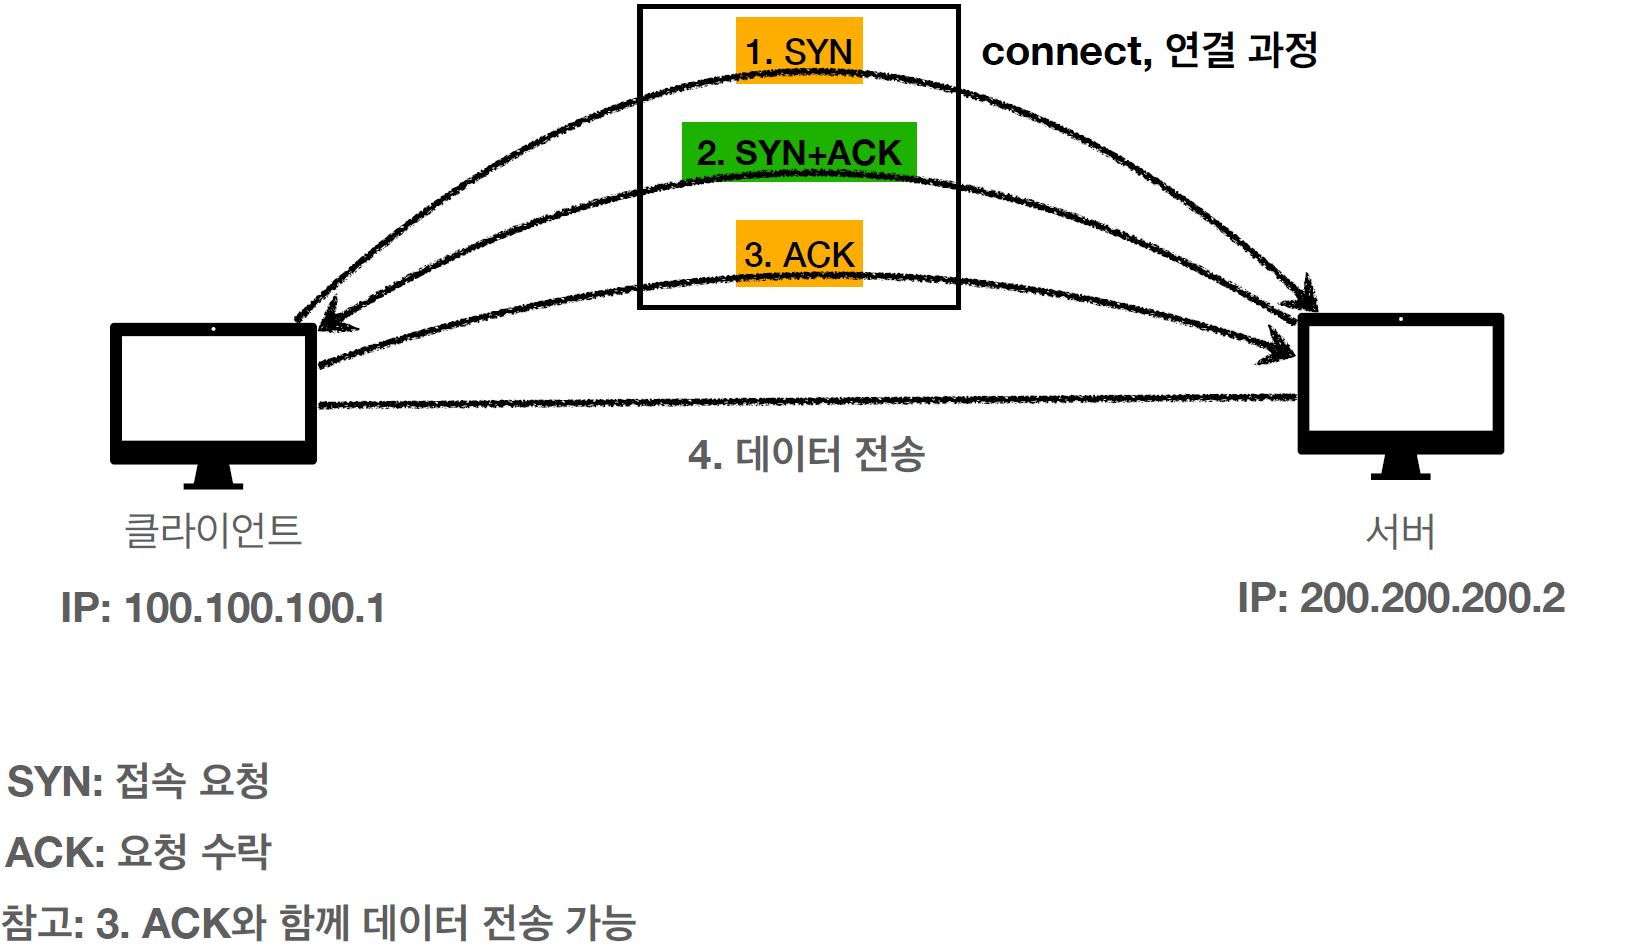 1. SYN
connect, 연결 과정
2. SYN+ACK
3. ACK
4. 데이터 전송
클라이언트
서버
IP: 100.100.100.1
IP: 200.200.200.2
SYN: 접속 요청
ACK: 요청 수락
참고: 3. ACK와 함께 데이터 전송 가능